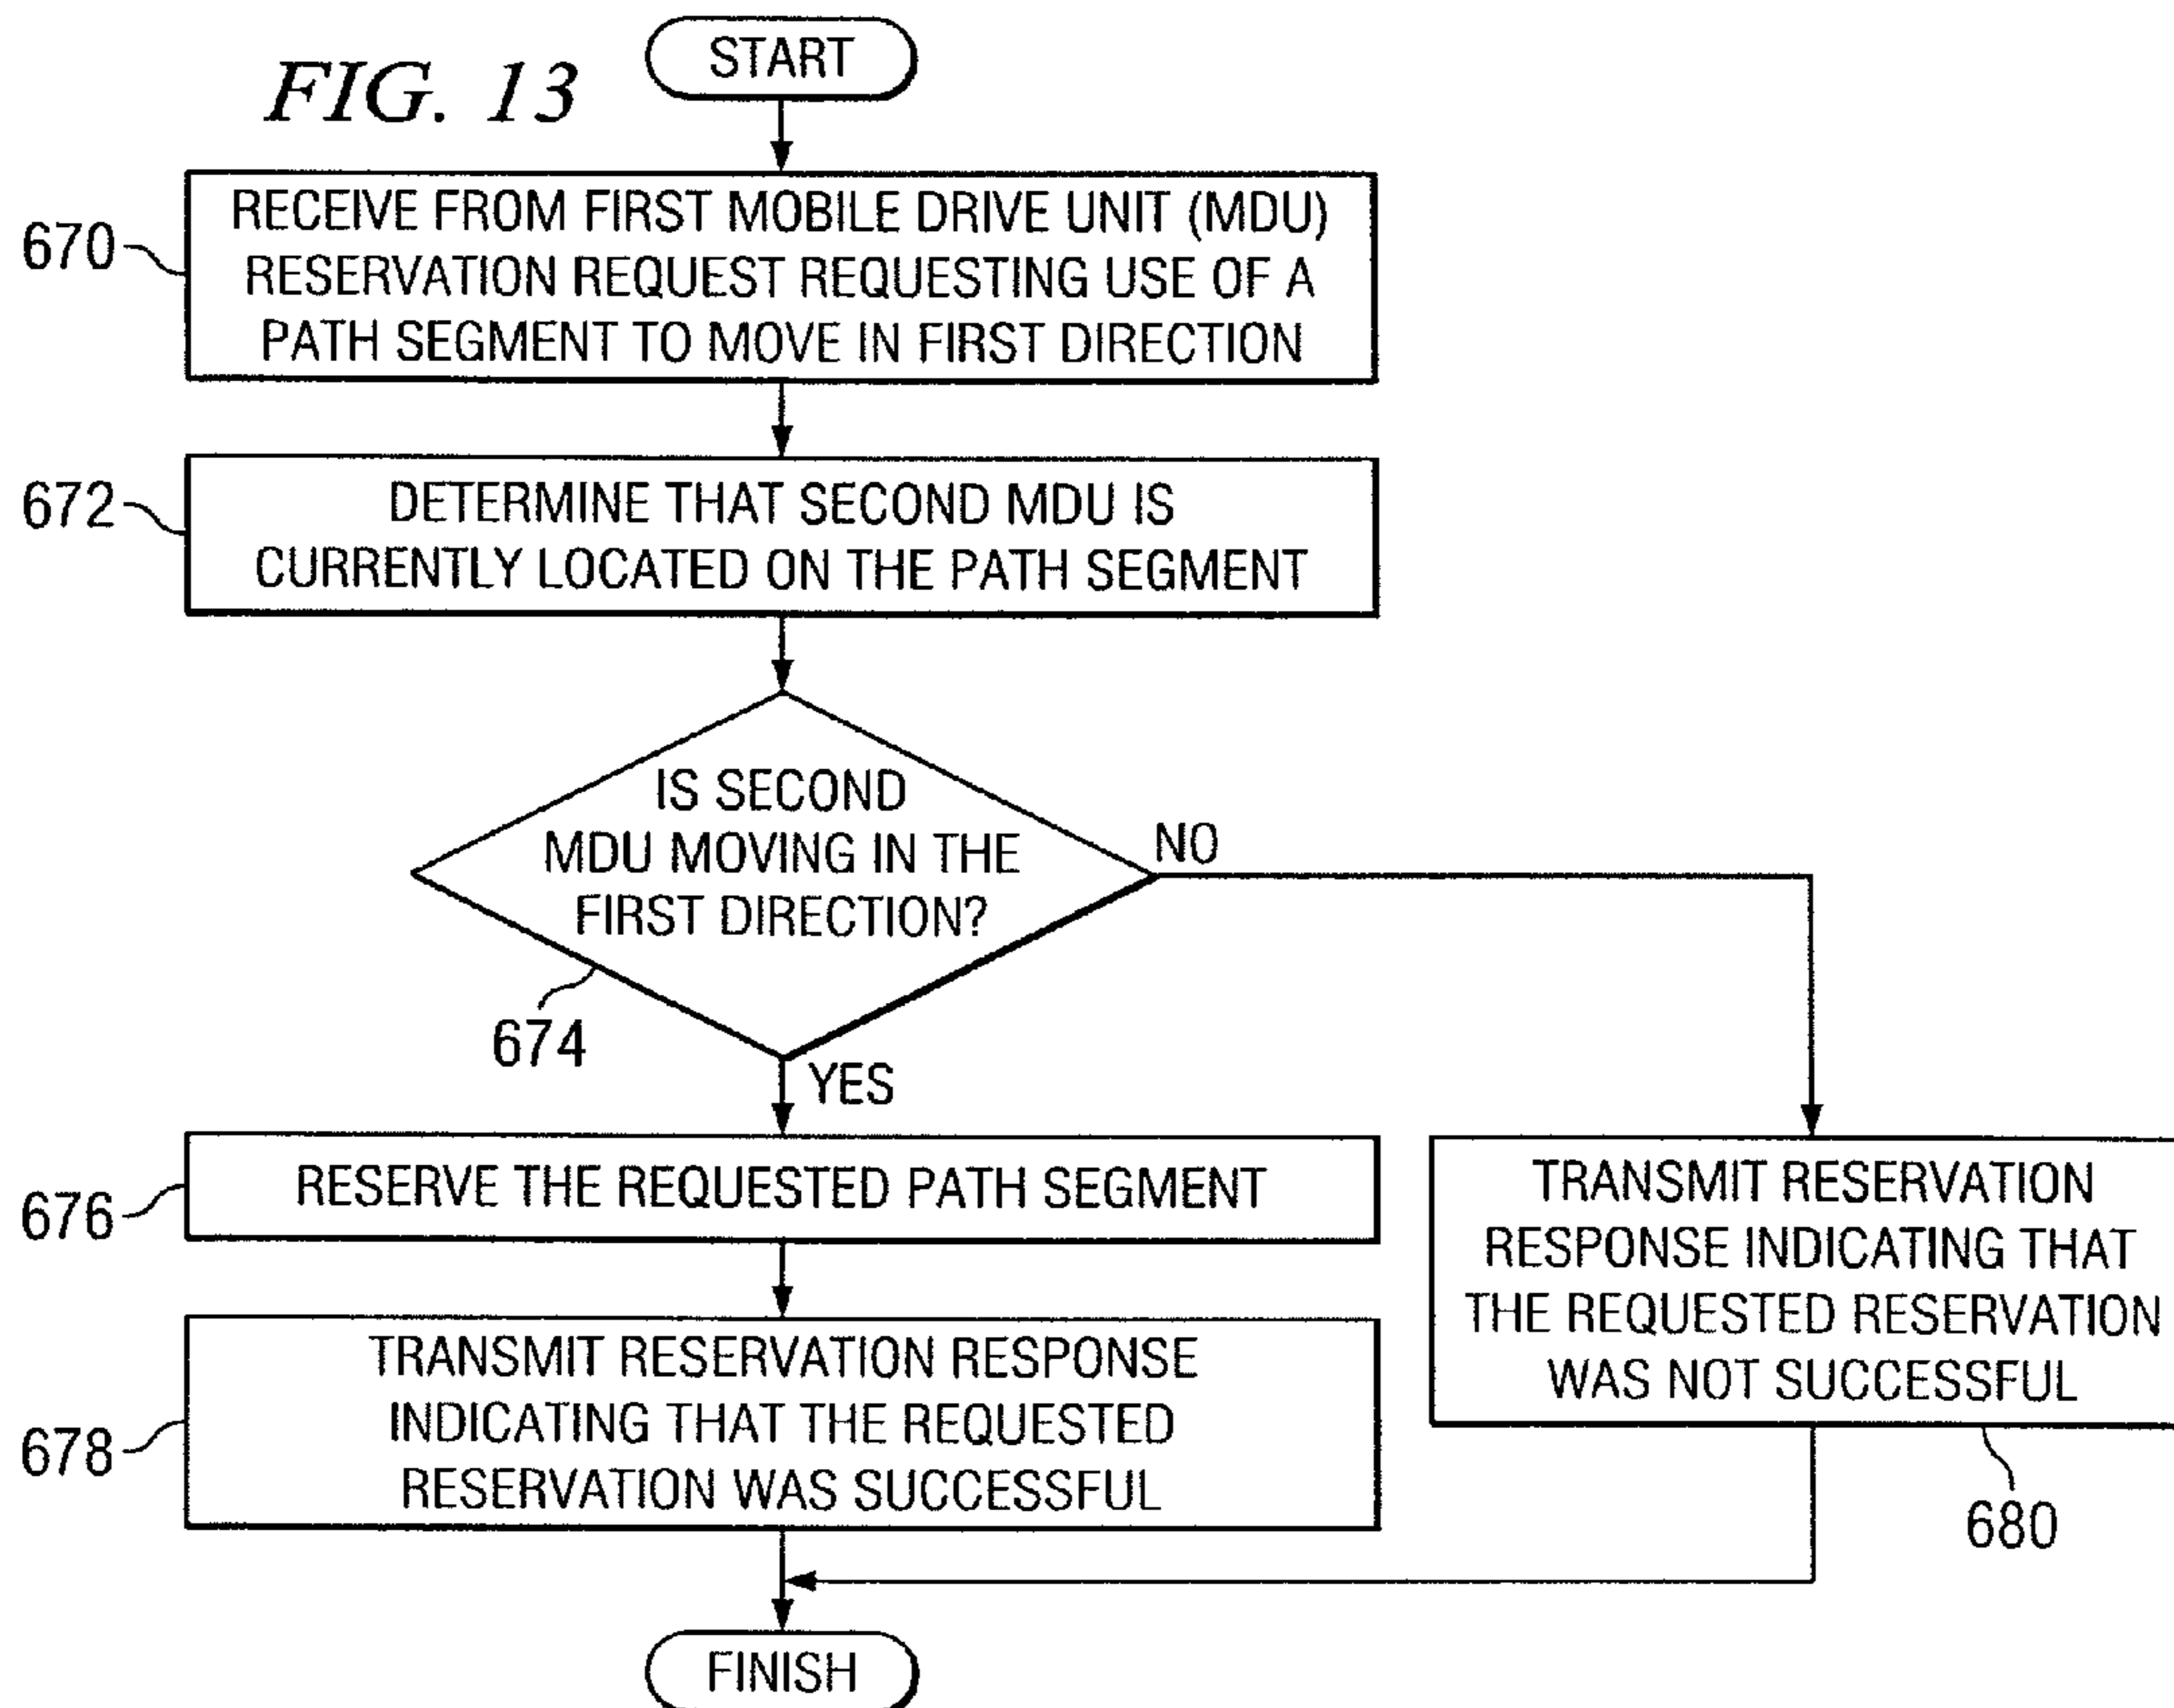 FIG. 13
START
670
RECEIVE FROM FIRST MOBILE DRIVE UNIT (MDU)
RESERVATION REQUEST REQUESTING USE OF A
PATH SEGMENT TO MOVE IN FIRST DIRECTION
672
DETERMINE THAT SECOND MDU IS
CURRENTLY LOCATED ON THE PATH SEGMENT
IS SECOND
MDU MOVING IN THE
FIRST DIRECTION?
NO
674
YES
676
RESERVE THE REQUESTED PATH SEGMENT
678
TRANSMIT RESERVATION RESPONSE
INDICATING THAT THE REQUESTED
RESERVATION WAS SUCCESSFUL
TRANSMIT RESERVATION
RESPONSE INDICATING THAT
THE REQUESTED RESERVATION
WAS NOT SUCCESSFUL
680
FINISH